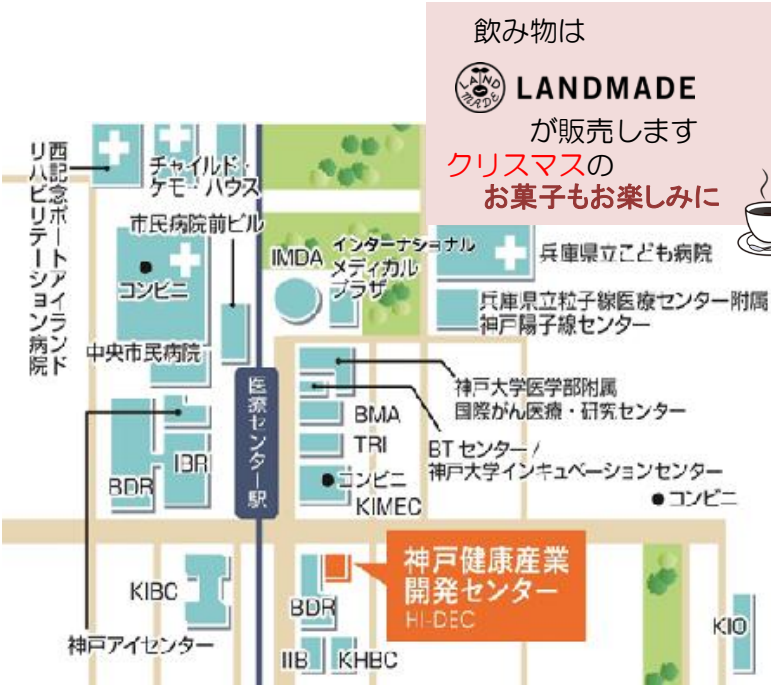 飲み物は
LAND MADE
LANDMADE
が販売します
クリスマスの
お菓子もお楽しみに
西記念ポートアイランド
リハビリテーション病院
チャイルド・
ケモ・ハウス
市民病院前ビル
コンビニ
中央市民病院
IMDA
インターナショナル
メディカル
プラザ
兵庫県立こども病院
兵庫県立粒子線医療センター附属
神戸陽子線センター
医療センター駅
神戸大学医学部附属
国際がん医療・研究センター
BMA
TRI
BTセンター/
神戸大学インキュベーションセンター
コンビニ
KIMEC
コンビニ
IBRI
BDR
KIBC
神戸アイセンター
神戸健康産業
開発センター
HI-DEC
BDR
IIB
KHBC
KIO